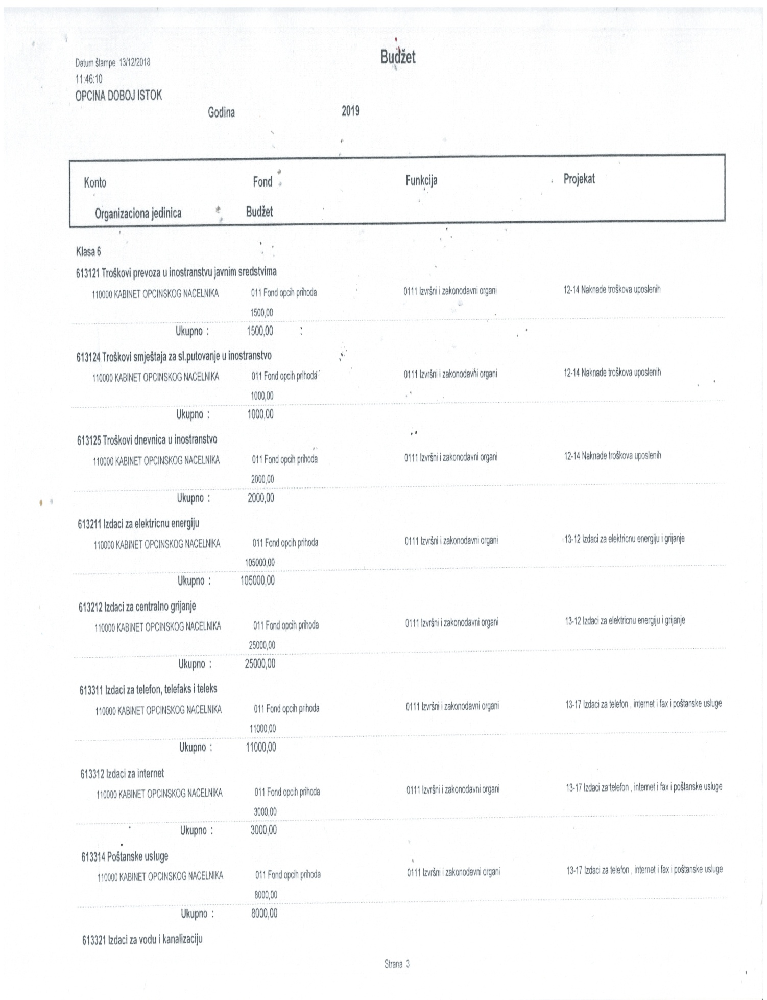 Budžet
Datum štampe 13/12/2018
11:46:10
OPCINA DOBOJ ISTOK
Godina 2019
Konto Fond Funkcija Projekat
Organizaciona jedinica Budžet
Klasa 6
613121 Troškovi prevoza u inostranstvu javnim sredstvima
110000 KABINET OPCINSKOG NACELNIKA 011 Fond opcih prihoda 0111 Izvršni i zakonodavni organi 12-14 Naknade troškova uposlenih
1500,00
Ukupno : 1500,00
613124 Troškovi smještaja za sl.putovanje u inostranstvo
110000 KABINET OPCINSKOG NACELNIKA 011 Fond opcih prihoda 0111 Izvršni i zakonodavni organi 12-14 Naknade troškova uposlenih
1000,00
Ukupno : 1000,00
613125 Troškovi dnevnica u inostranstvo
110000 KABINET OPCINSKOG NACELNIKA 011 Fond opcih prihoda 0111 Izvršni i zakonodavni organi 12-14 Naknade troškova uposlenih
2000,00
Ukupno : 2000,00
613211 Izdaci za elektricnu energiju
110000 KABINET OPCINSKOG NACELNIKA 011 Fond opcih prihoda 0111 Izvršni i zakonodavni organi 13-12 Izdaci za elektricnu energiju i grijanje
105000,00
Ukupno : 105000,00
613212 Izdaci za centralno grijanje
110000 KABINET OPCINSKOG NACELNIKA 011 Fond opcih prihoda 0111 Izvršni i zakonodavni organi 13-12 Izdaci za elektricnu energiju i grijanje
25000,00
Ukupno : 25000,00
613311 Izdaci za telefon, telefaks i teleks
110000 KABINET OPCINSKOG NACELNIKA 011 Fond opcih prihoda 0111 Izvršni i zakonodavni organi 13-17 Izdaci za telefon , internet i fax i poštanske usluge
11000,00
Ukupno : 11000,00
613312 Izdaci za internet
110000 KABINET OPCINSKOG NACELNIKA 011 Fond opcih prihoda 0111 Izvršni i zakonodavni organi 13-17 Izdaci za telefon , internet i fax i poštanske usluge
3000,00
Ukupno : 3000,00
613314 Poštanske usluge
110000 KABINET OPCINSKOG NACELNIKA 011 Fond opcih prihoda 0111 Izvršni i zakonodavni organi 13-17 Izdaci za telefon , internet i fax i poštanske usluge
8000,00
Ukupno : 8000,00
613321 Izdaci za vodu i kanalizaciju
Strana 3